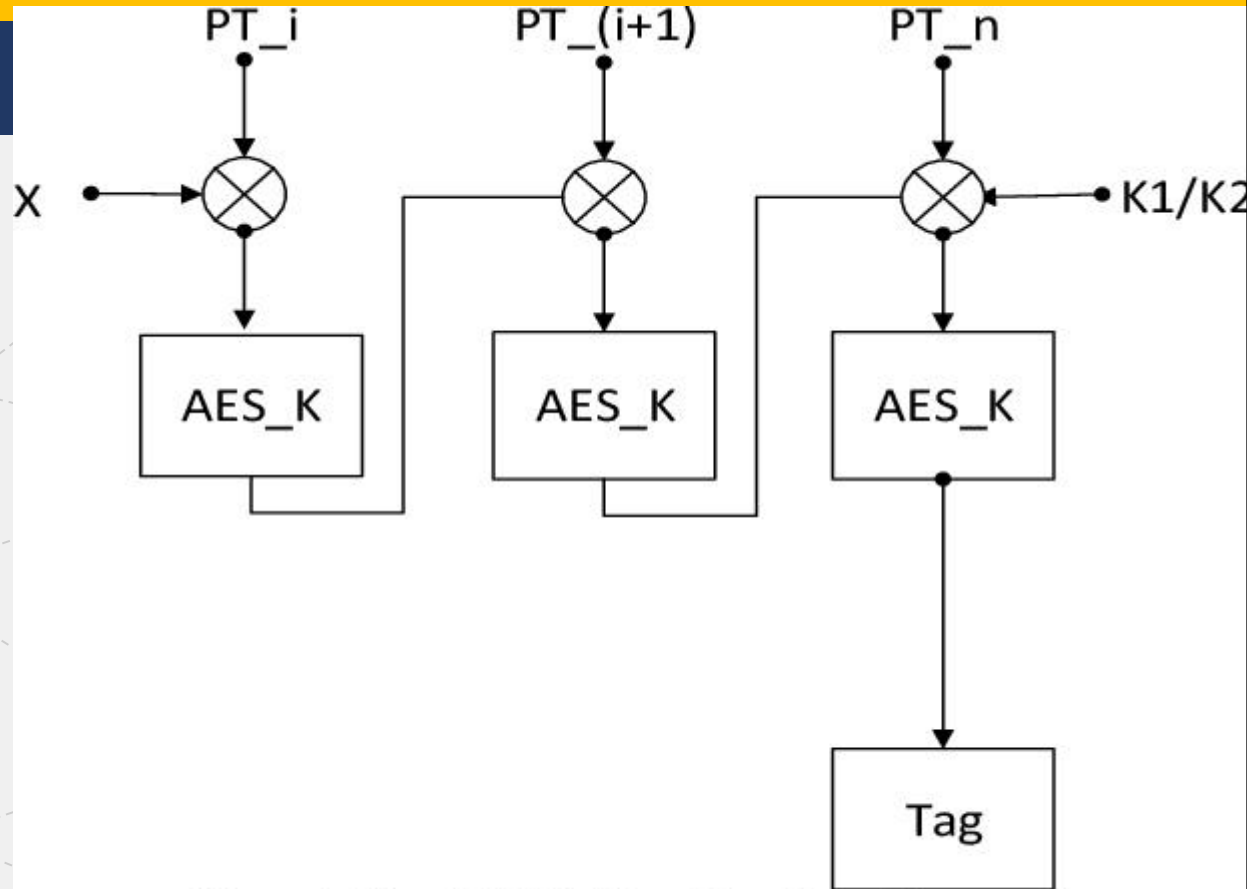 PT_i PT_(i+1) PT_n
X K1/K2
AES_K AES_K AES_K
Tag